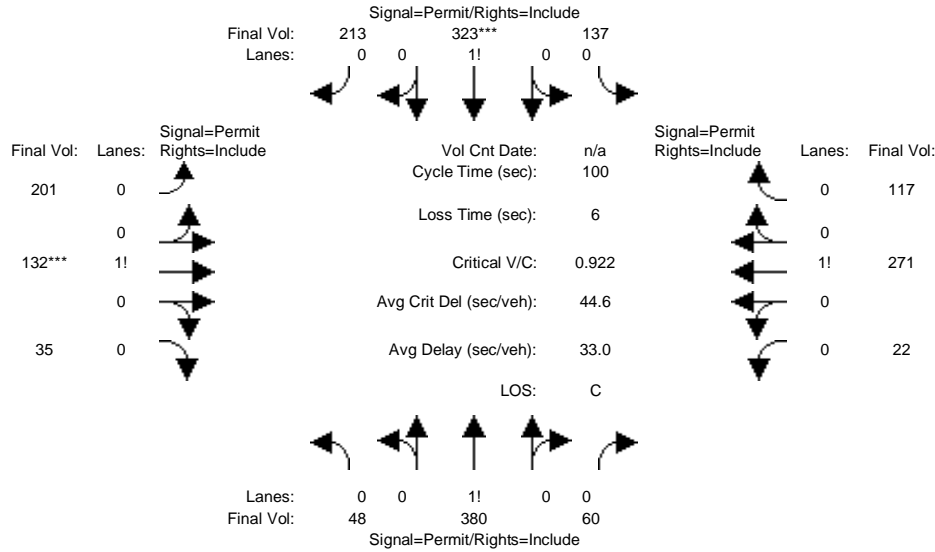 Signal=Permit/Rights=Include
Final Vol: 213 323*** 137
Lanes: 0 0 1! 0 0
Signal=Permit
Final Vol: Lanes: Rights=Include
Vol Cnt Date: n/a
Signal=Permit
Rights=Include Lanes: Final Vol:
Cycle Time (sec): 100
201 0
0 117
Loss Time (sec): 6
0
0
132*** 1!
Critical V/C: 0.922
1! 271
0
Avg Crit Del (sec/veh): 44.6
0
35 0
Avg Delay (sec/veh): 33.0
0 22
LOS: C
Lanes: 0 0 1! 0 0
Final Vol: 48 380 60
Signal=Permit/Rights=Include